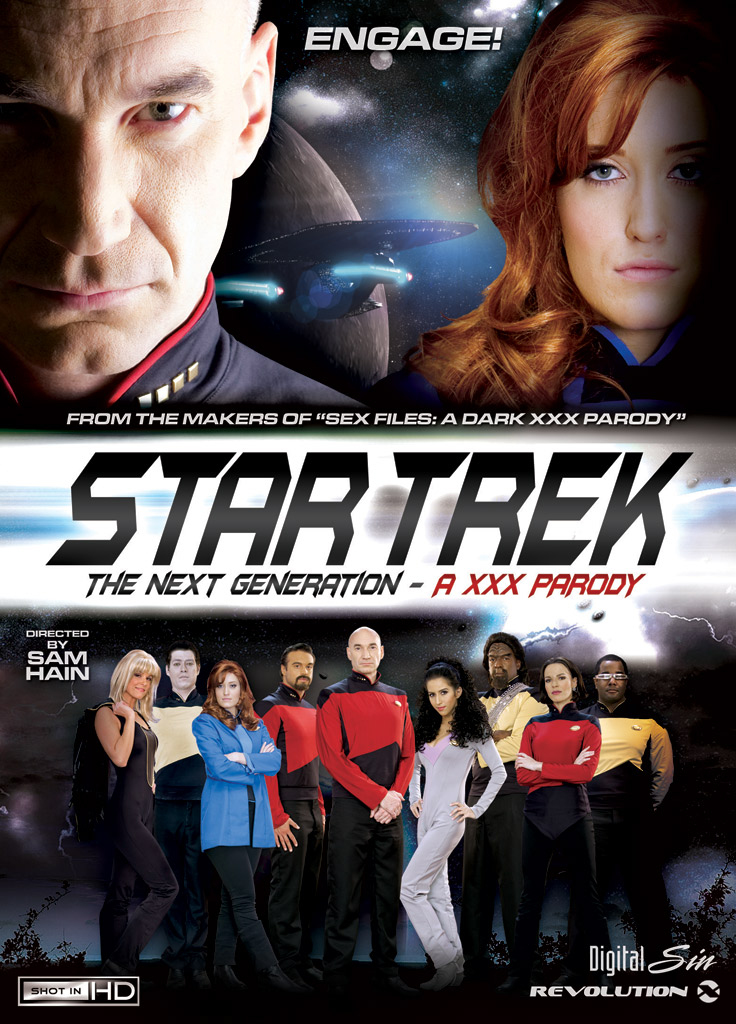 ENGAGE!
FROM THE MAKERS OF “SEX FILES: A DARK XXX PARODY”
STAR TREK
THE NEXT GENERATION - A XXX PARODY
DIRECTED
BY
SAM
HAIN
Digital Sin
SHOT IN HD
REVOLUTION X